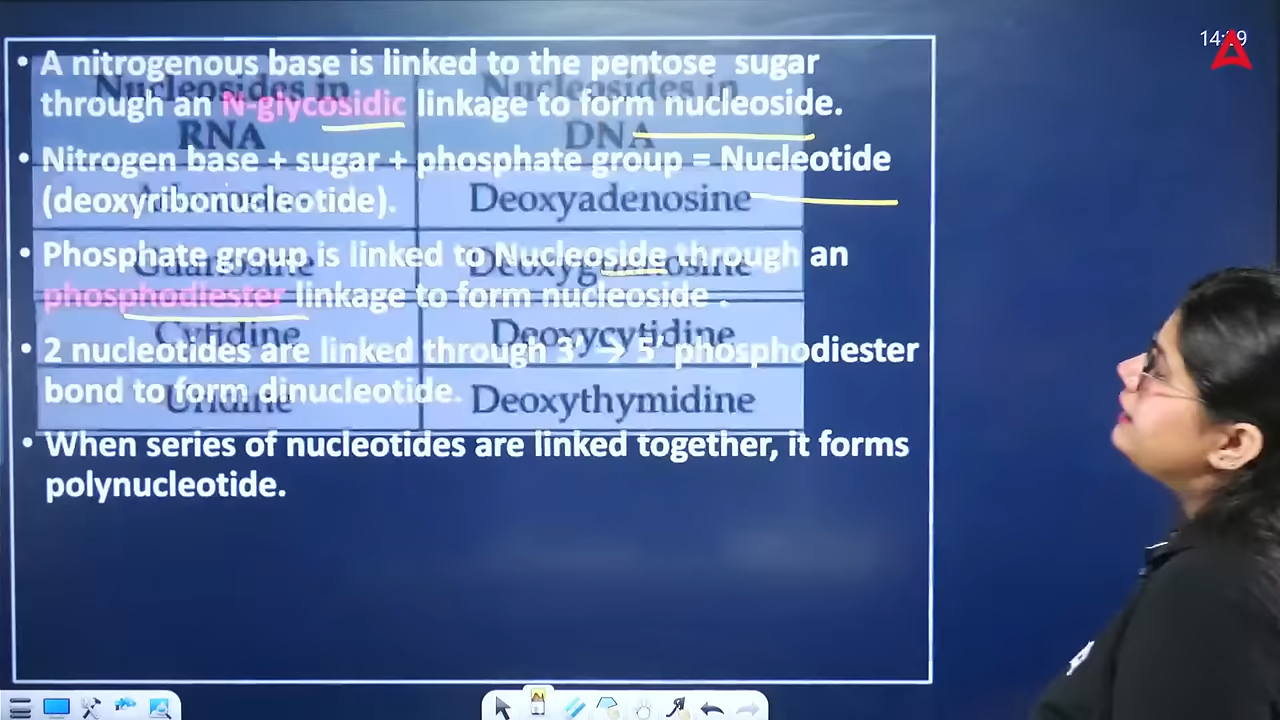 14:
• A nitrogenous base is linked to the pentose sugar
through an N-glycosidic linkage to form nucleoside.
• Nitrogen base + sugar + phosphate group = Nucleotide
(deoxyribonucleotide).
• Phosphate group is linked to Nucleoside through an
phosphodiester linkage to form nucleoside .
• 2 nucleotides are linked through 3’ → 5’ phosphodiester
bond to form dinucleotide.
• When series of nucleotides are linked together, it forms
polynucleotide.
Nucleosides in RNA
Nucleosides in DNA
Deoxyadenosine
Guanosine
Deoxyguanosine
Cytidine
Deoxycytidine
Uridine
Deoxythymidine